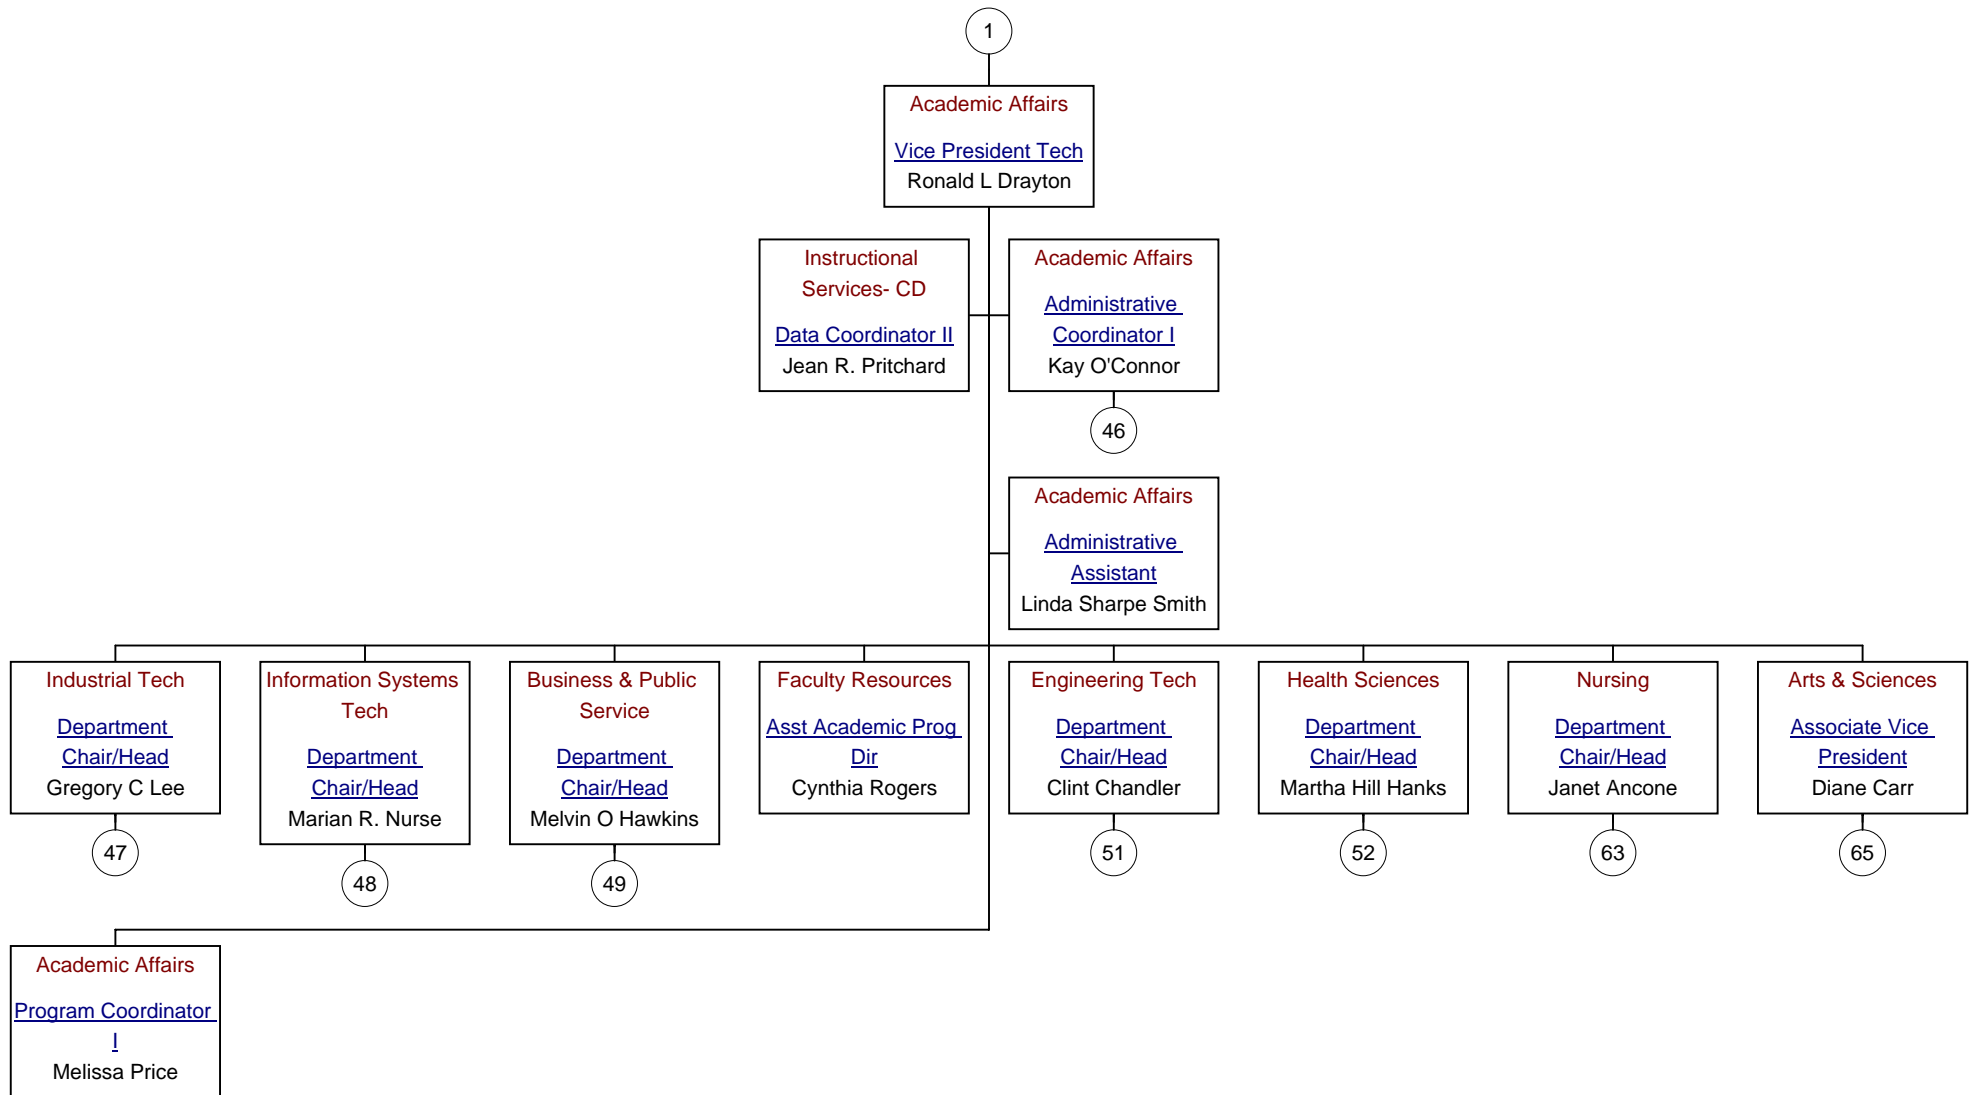 1
Academic Affairs
Vice President Tech
Ronald L Drayton
Instructional
Services- CD
Data Coordinator II
Jean R. Pritchard
Academic Affairs
Administrative
Coordinator I
Kay O'Connor
46
Academic Affairs
Administrative
Assistant
Linda Sharpe Smith
Industrial Tech
Department
Chair/Head
Gregory C Lee
47
Information Systems
Tech
Department
Chair/Head
Marian R. Nurse
48
Business & Public
Service
Department
Chair/Head
Melvin O Hawkins
49
Faculty Resources
Asst Academic Prog
Dir
Cynthia Rogers
Engineering Tech
Department
Chair/Head
Clint Chandler
51
Health Sciences
Department
Chair/Head
Martha Hill Hanks
52
Nursing
Department
Chair/Head
Janet Ancone
63
Arts & Sciences
Associate Vice
President
Diane Carr
65
Academic Affairs
Program Coordinator
I
Melissa Price